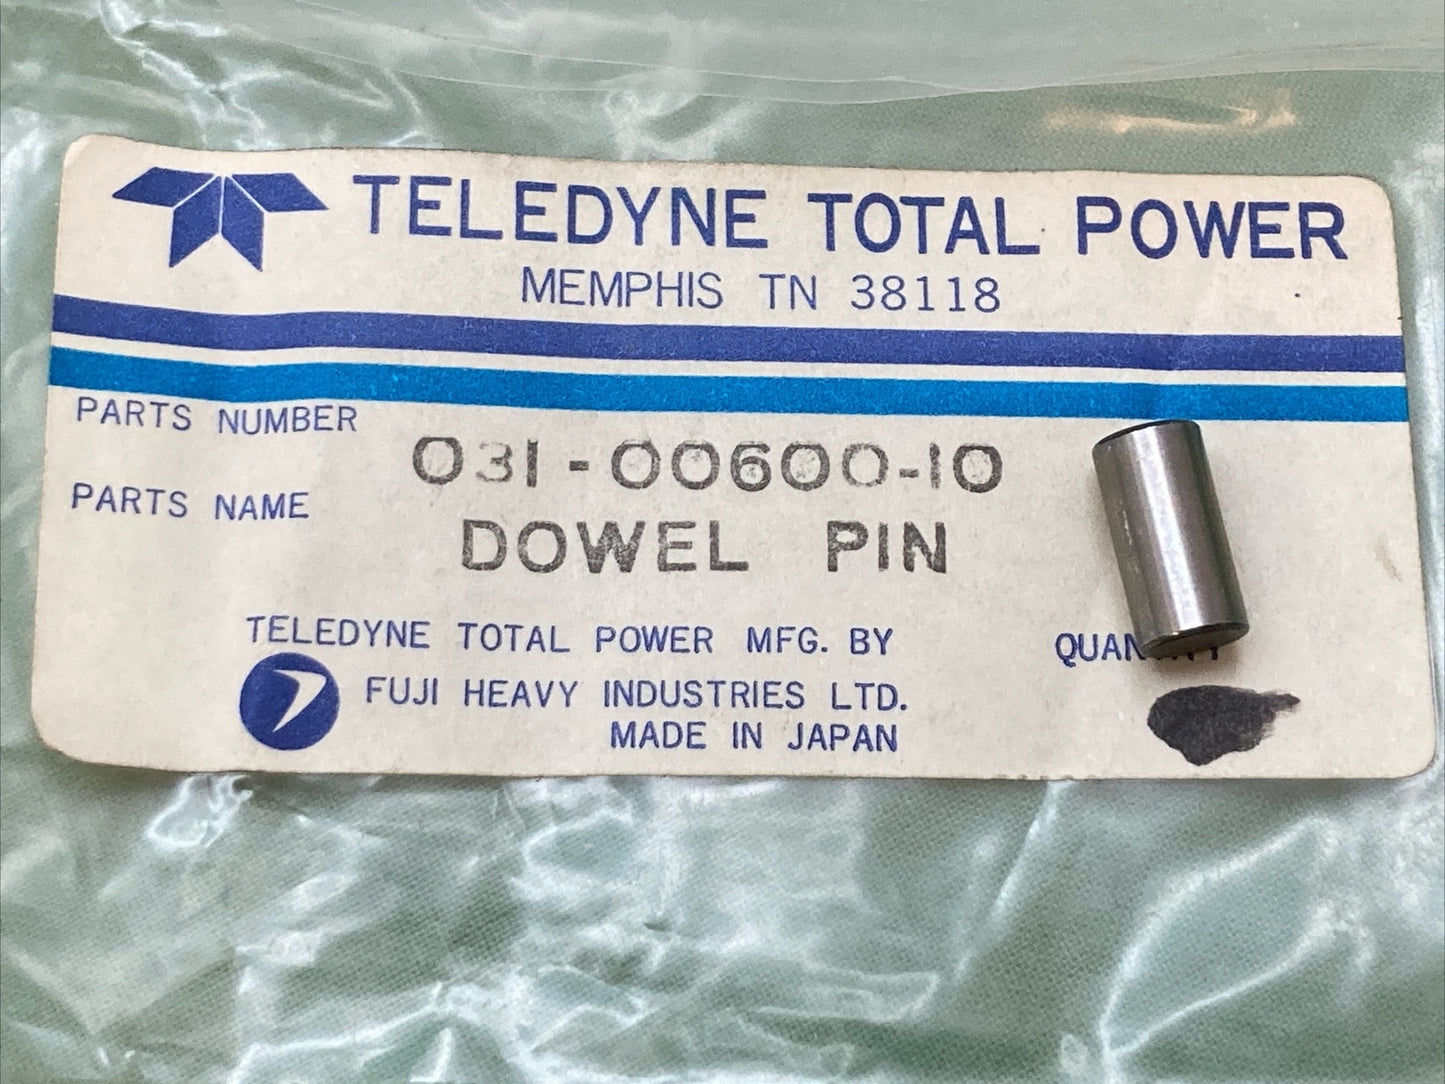 TELEDYNE TOTAL POWER
MEMPHIS TN 38118
PARTS NUMBER 031-00600-10
PARTS NAME DOWEL PIN
TELEDYNE TOTAL POWER MFG. BY
FUJI HEAVY INDUSTRIES LTD.
MADE IN JAPAN
QUANTITY